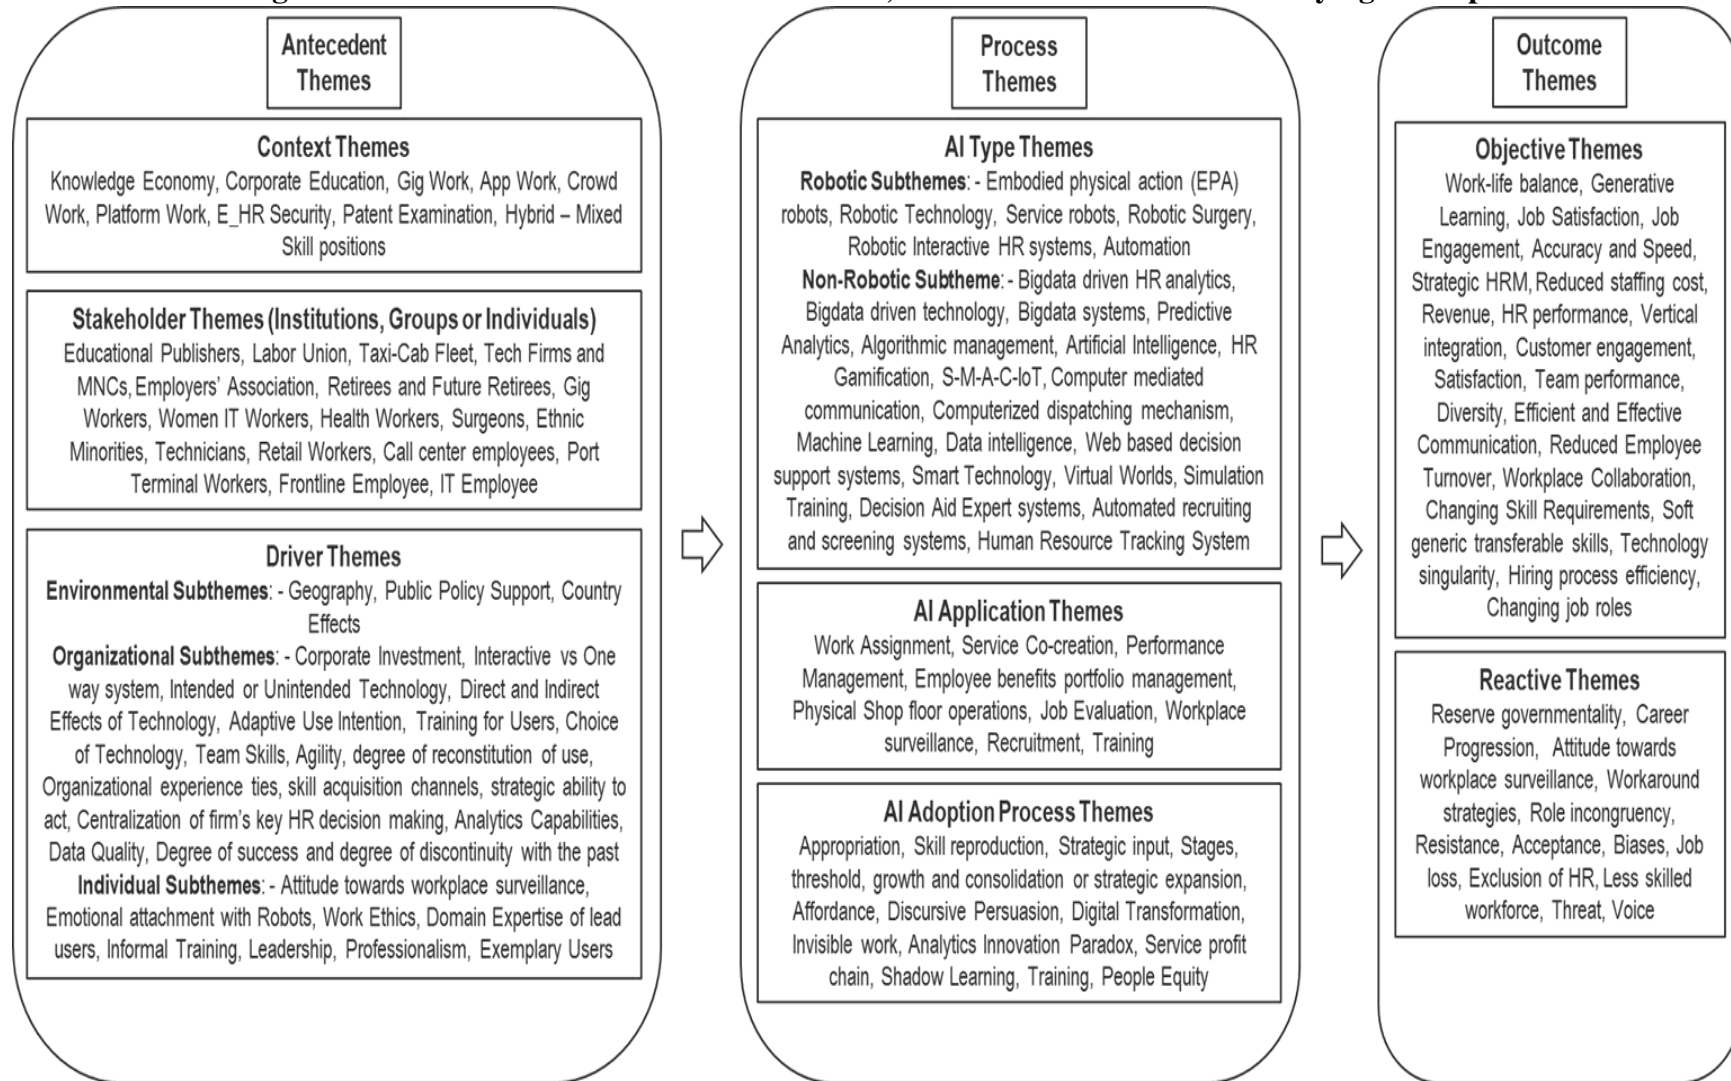 Antecedent
Themes
Context Themes
Knowledge Economy, Corporate Education, Gig Work, App Work, Crowd
Work, Platform Work, E_HR Security, Patent Examination, Hybrid – Mixed
Skill positions
Stakeholder Themes (Institutions, Groups or Individuals)
Educational Publishers, Labor Union, Taxi-Cab Fleet, Tech Firms and
MNCs, Employers' Association, Retirees and Future Retirees, Gig
Workers, Women IT Workers, Health Workers, Surgeons, Ethnic
Minorities, Technicians, Retail Workers, Call center employees, Port
Terminal Workers, Frontline Employee, IT Employee
Driver Themes
Environmental Subthemes: - Geography, Public Policy Support, Country
Effects
Organizational Subthemes: - Corporate Investment, Interactive vs One
way system, Intended or Unintended Technology, Direct and Indirect
Effects of Technology, Adaptive Use Intention, Training for Users, Choice
of Technology, Team Skills, Agility, degree of reconstitution of use,
Organizational experience ties, skill acquisition channels, strategic ability to
act, Centralization of firm's key HR decision making, Analytics Capabilities,
Data Quality, Degree of success and degree of discontinuity with the past
Individual Subthemes: - Attitude towards workplace surveillance,
Emotional attachment with Robots, Work Ethics, Domain Expertise of lead
users, Informal Training, Leadership, Professionalism, Exemplary Users
Process
Themes
AI Type Themes
Robotic Subthemes: - Embodied physical action (EPA)
robots, Robotic Technology, Service robots, Robotic Surgery,
Robotic Interactive HR systems, Automation
Non-Robotic Subtheme: - Bigdata driven HR analytics,
Bigdata driven technology, Bigdata systems, Predictive
Analytics, Algorithmic management, Artificial Intelligence, HR
Gamification, S-M-A-C-IoT, Computer mediated
communication, Computerized dispatching mechanism,
Machine Learning, Data intelligence, Web based decision
support systems, Smart Technology, Virtual Worlds, Simulation
Training, Decision Aid Expert systems, Automated recruiting
and screening systems, Human Resource Tracking System
AI Application Themes
Work Assignment, Service Co-creation, Performance
Management, Employee benefits portfolio management,
Physical Shop floor operations, Job Evaluation, Workplace
surveillance, Recruitment, Training
AI Adoption Process Themes
Appropriation, Skill reproduction, Strategic input, Stages,
threshold, growth and consolidation or strategic expansion,
Affordance, Discursive Persuasion, Digital Transformation,
Invisible work, Analytics Innovation Paradox, Service profit
chain, Shadow Learning, Training, People Equity
Outcome
Themes
Objective Themes
Work-life balance, Generative
Learning, Job Satisfaction, Job
Engagement, Accuracy and Speed,
Strategic HRM, Reduced staffing cost,
Revenue, HR performance, Vertical
integration, Customer engagement,
Satisfaction, Team performance,
Diversity, Efficient and Effective
Communication, Reduced Employee
Turnover, Workplace Collaboration,
Changing Skill Requirements, Soft
generic transferable skills, Technology
singularity, Hiring process efficiency,
Changing job roles
Reactive Themes
Reserve governmentality, Career
Progression, Attitude towards
workplace surveillance, Workaround
strategies, Role incongruency,
Resistance, Acceptance, Biases, Job
loss, Exclusion of HR, Less skilled
workforce, Threat, Voice